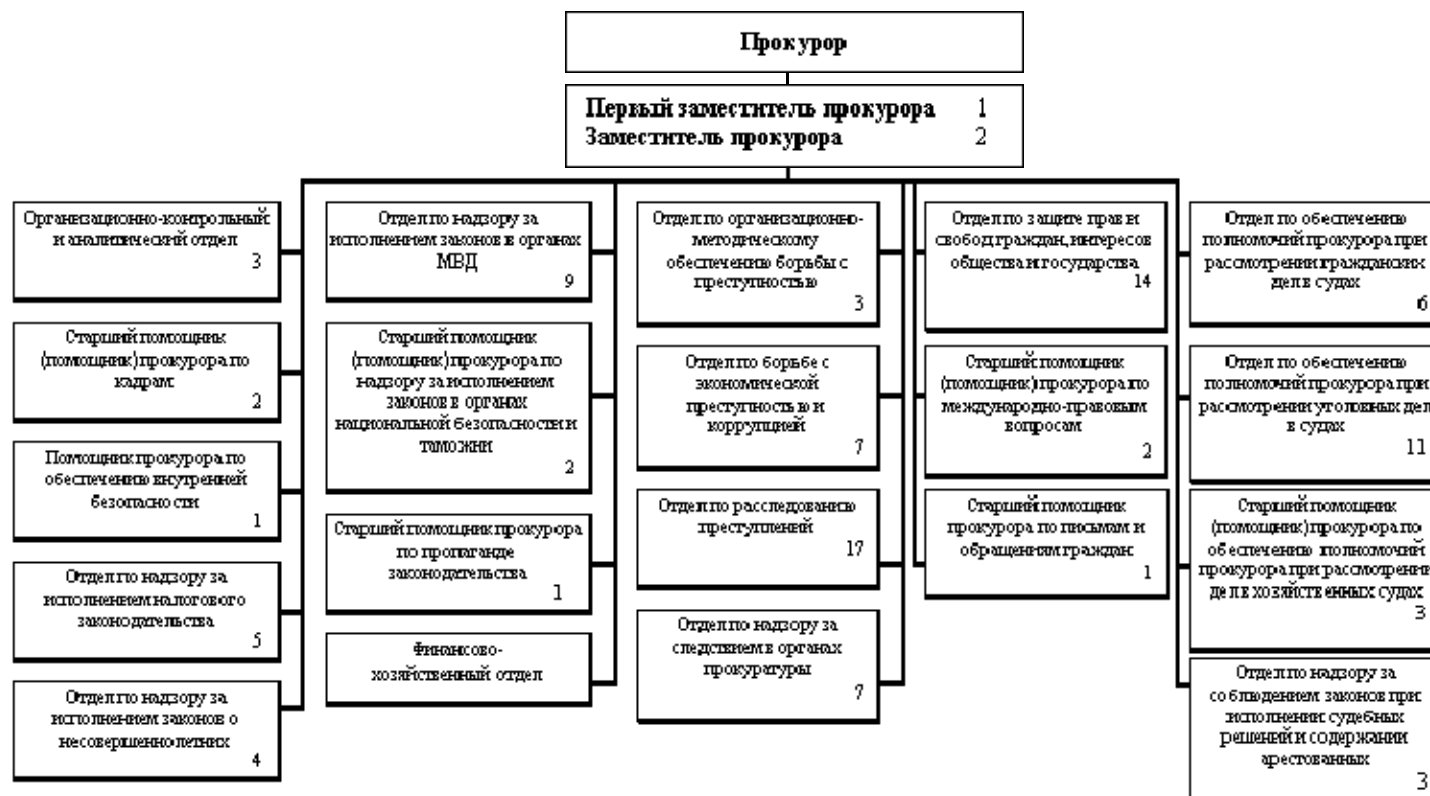 Прокурор
Первый заместитель прокурора 1
Заместитель прокурора 2
Организационно-контрольный
и аналитический отдел
3
Старший помощник
(помощник) прокурора по
кадрам
2
Помощник прокурора по
обеспечению внутренней
безопасности
1
Отдел по надзору за
исполнением налогового
законодательства
5
Отдел по надзору за
исполнением законов о
несовершеннолетних
4
Отдел по надзору за
исполнением законов в органах
МВД
9
Старший помощник
(помощник) прокурора по
надзору за исполнением
законов в органах
национальной безопасности и
таможни
2
Старший помощник прокурора
по пропаганде
законодательства
1
Финансово-
хозяйственный отдел
Отдел по организационно-
методическому
обеспечению борьбы с
преступностью
3
Отдел по борьбе с
экономической
преступностью и
коррупцией
7
Отдел по расследованию
преступлений
17
Отдел по надзору за
следствием в органах
прокуратуры
7
Отдел по защите прав и
свобод граждан, интересов
общества и государства
14
Старший помощник
(помощник) прокурора по
международно-правовым
вопросам
2
Старший помощник
прокурора по письмам и
обращениям граждан
1
Отдел по обеспечению
полномочий прокурора при
рассмотрении гражданских
дел в судах
6
Отдел по обеспечению
полномочий прокурора при
рассмотрении уголовных дел
в судах
11
Старший помощник
(помощник) прокурора по
обеспечению полномочий
прокурора при рассмотрении
дел в хозяйственных судах
3
Отдел по надзору за
соблюдением законов при
исполнении судебных
решений и содержании
арестованных
3